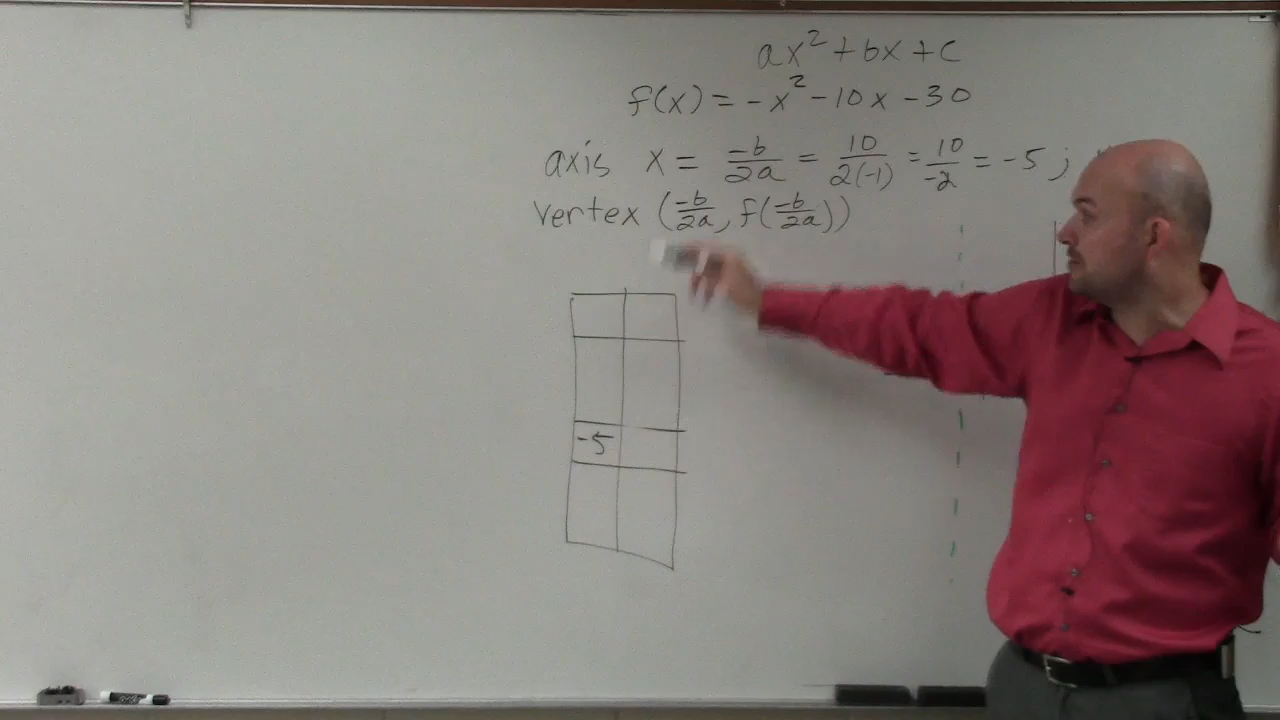 ax² + bx + c
f(x) = -x² - 10x - 30
axis x = -b/2a = 10/2(-1) = 10/-2 = -5 ;
vertex (-b/2a, f(-b/2a))
-5